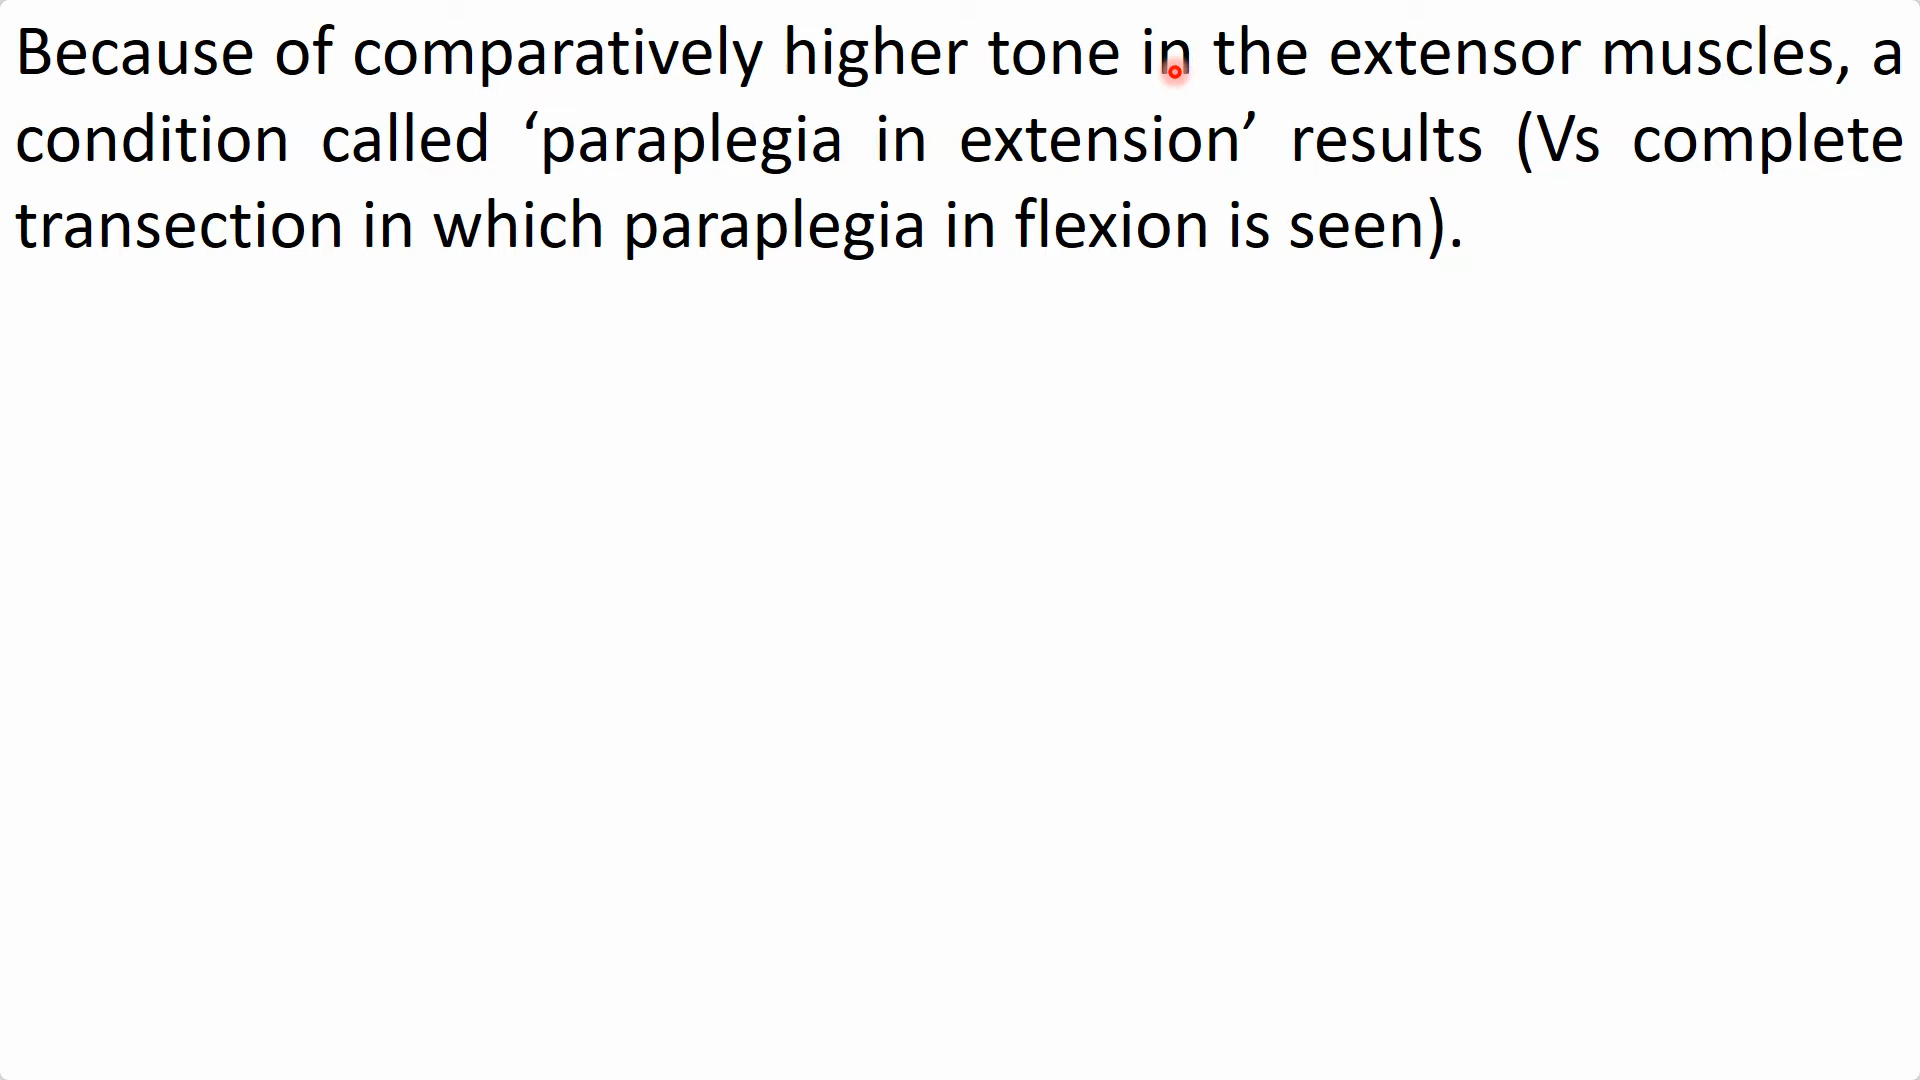 Because of comparatively higher tone in the extensor muscles, a
condition called ‘paraplegia in extension’ results (Vs complete
transection in which paraplegia in flexion is seen).